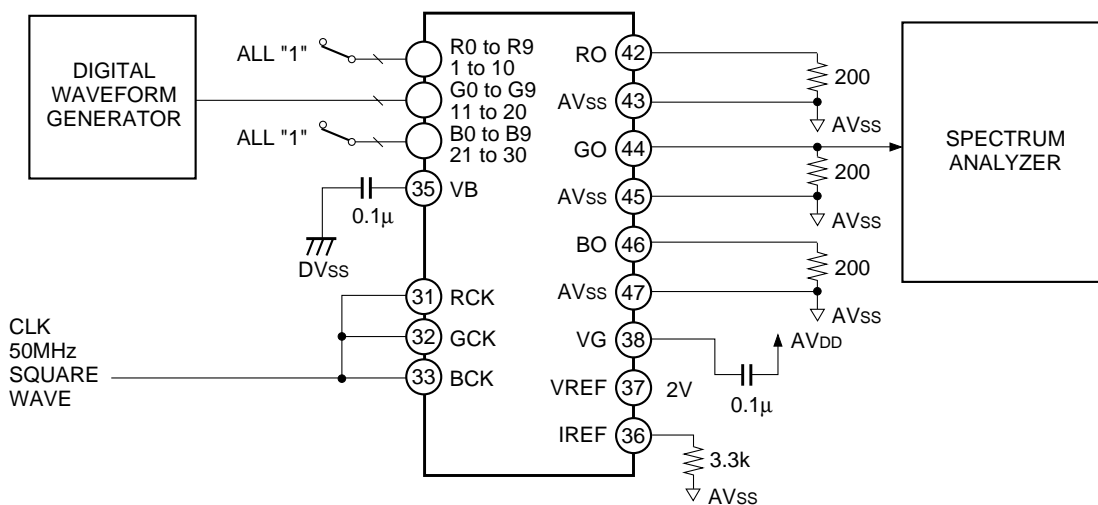 DIGITAL
WAVEFORM
GENERATOR
ALL "1"
ALL "1"
R0 to R9
1 to 10
G0 to G9
11 to 20
B0 to B9
21 to 30
35
VB
0.1μ
DVSS
31
RCK
32
GCK
33
BCK
CLK
50MHz
SQUARE
WAVE
RO
42
200
AVSS
43
AVSS
GO
44
200
AVSS
45
AVSS
BO
46
200
AVSS
47
AVSS
VG
38
AVDD
0.1μ
VREF
37
2V
IREF
36
3.3k
AVSS
SPECTRUM
ANALYZER